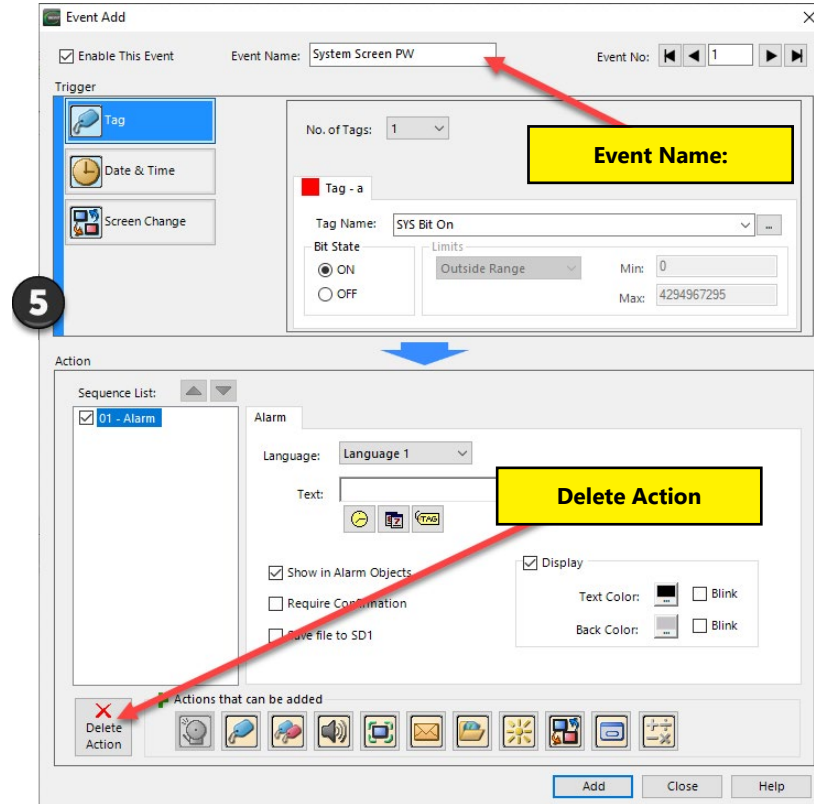 Event Add
Enable This Event Event Name: System Screen PW Event No: 1
Trigger
Tag
No. of Tags: 1
Event Name:
Date & Time
Tag - a
Screen Change
Tag Name: SYS Bit On ...
Bit State Limits
ON Outside Range Min: 0
OFF Max: 4294967295
5
Action
Sequence List:
01 - Alarm
Alarm
Language: Language 1
Text:
Delete Action
TAG
Show in Alarm Objects
Display
Text Color: ... Blink
Require Confirmation
Back Color: ... Blink
Save file to SD1
Actions that can be added
Delete
Action
Add Close Help